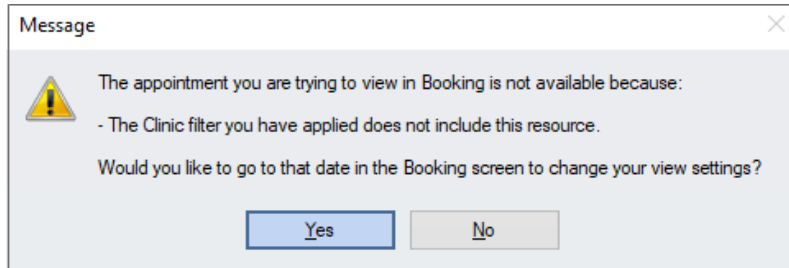 Message
The appointment you are trying to view in Booking is not available because:
- The Clinic filter you have applied does not include this resource.
Would you like to go to that date in the Booking screen to change your view settings?
Yes
No